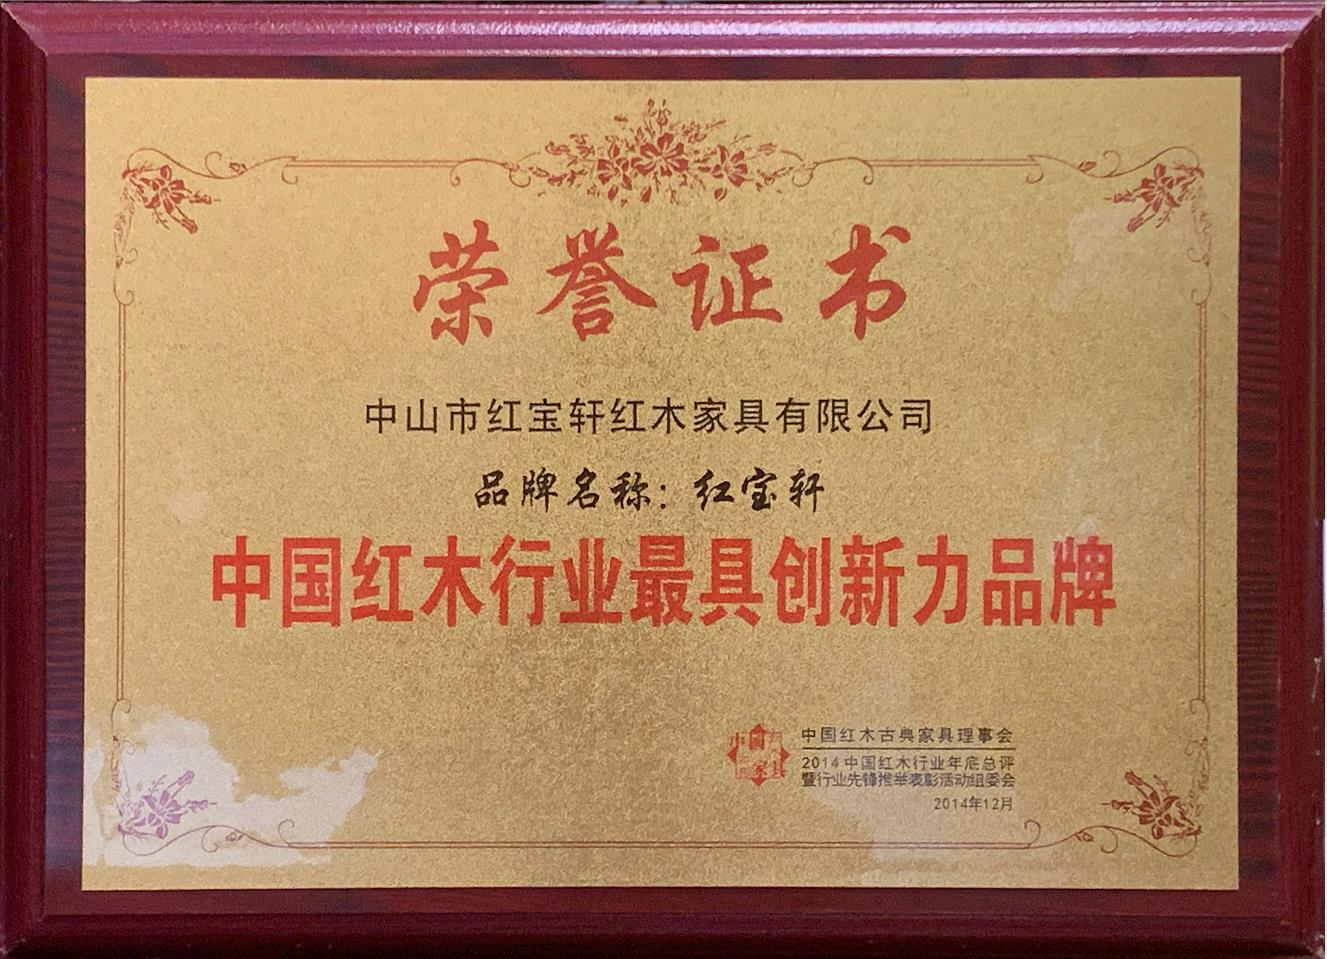 荣誉证书
中山市红宝轩红木家具有限公司
品牌名称：红宝轩
中国红木行业最具创新力品牌
中国红木古典家具理事会
2014中国红木行业年底总评
暨行业先锋推举表彰活动组委会
2014年12月